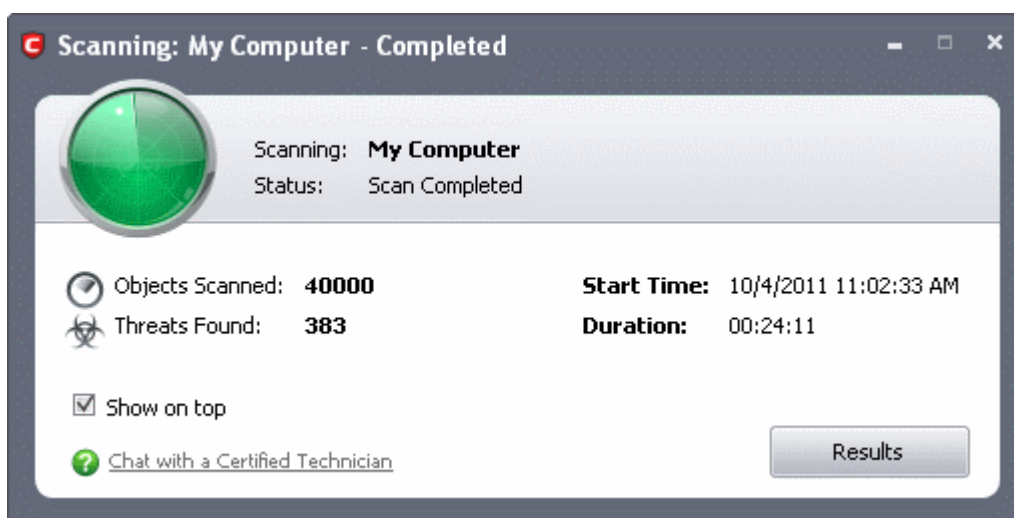 Scanning: My Computer - Completed
Scanning: My Computer
Status: Scan Completed
Objects Scanned: 40000
Threats Found: 383
Start Time: 10/4/2011 11:02:33 AM
Duration: 00:24:11
Show on top
Chat with a Certified Technician
Results